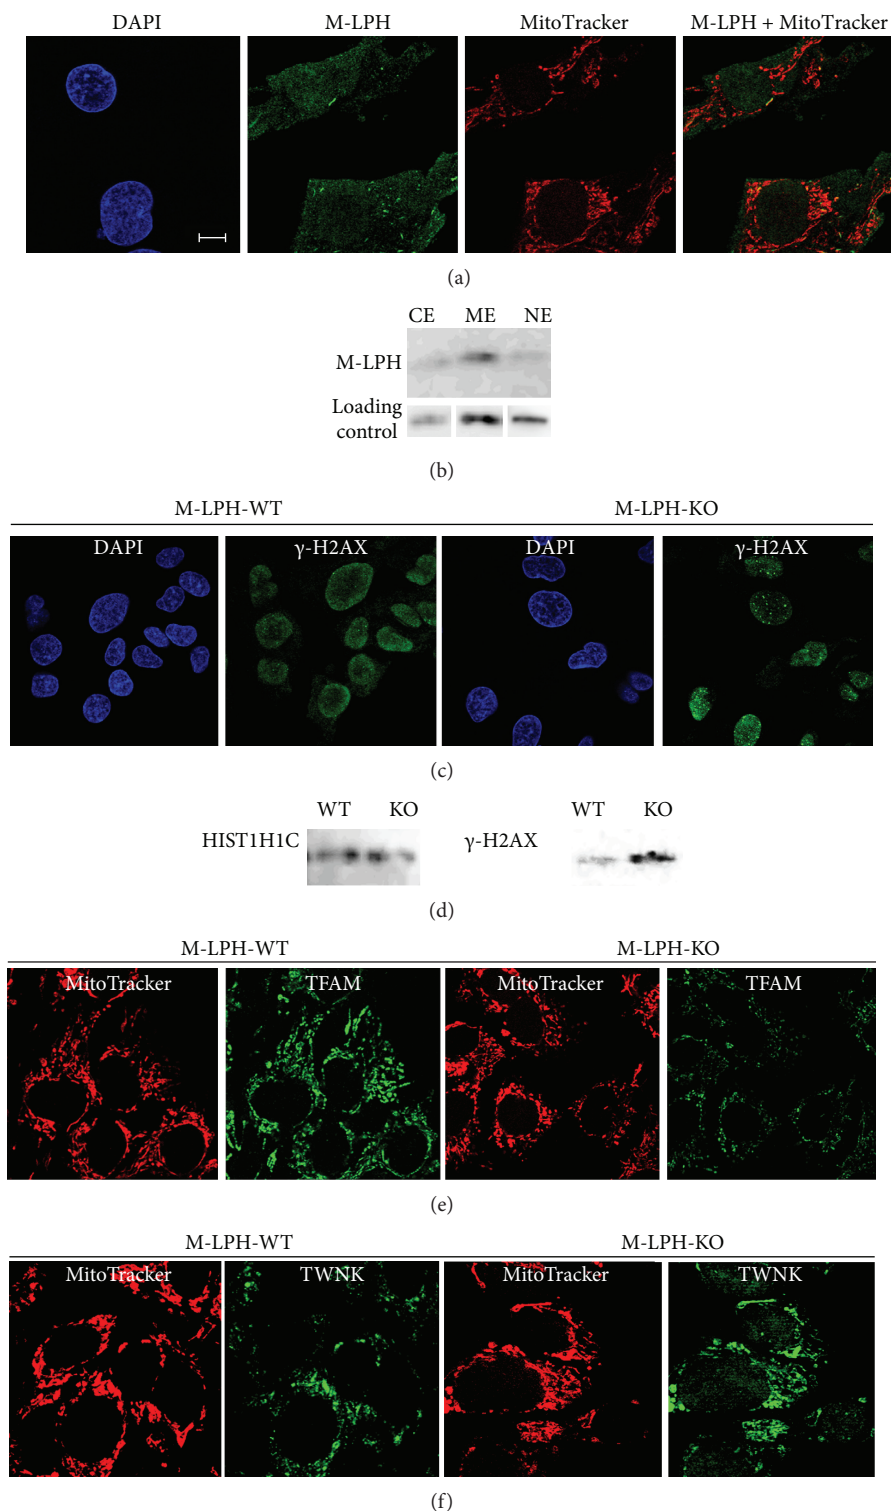 DAPI M-LPH MitoTracker M-LPH + MitoTracker
(a)
CE ME NE
M-LPH
Loading
control
(b)
M-LPH-WT M-LPH-KO
DAPI γ-H2AX DAPI γ-H2AX
(c)
WT KO WT KO
HIST1H1C γ-H2AX
(d)
M-LPH-WT M-LPH-KO
MitoTracker TFAM MitoTracker TFAM
(e)
M-LPH-WT M-LPH-KO
MitoTracker TWNK MitoTracker TWNK
(f)